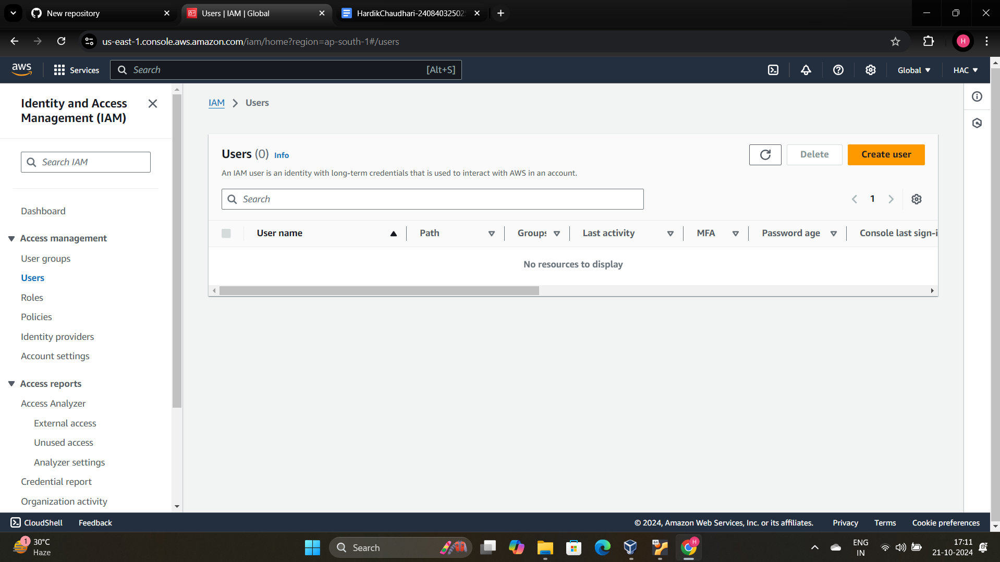 New repository
Users | IAM | Global
HardikChaudhari-2408403250
us-east-1.console.aws.amazon.com/iam/home?region=ap-south-1#/users
H
aws
Services
Search
[Alt+S]
Global
HAC
Identity and Access
Management (IAM)
Search IAM
Dashboard
Access management
User groups
Users
Roles
Policies
Identity providers
Account settings
Access reports
Access Analyzer
External access
Unused access
Analyzer settings
Credential report
Organization activity
IAM
Users
Users (0) Info
Delete
Create user
An IAM user is an identity with long-term credentials that is used to interact with AWS in an account.
Search
1
User name
Path
Groups
Last activity
MFA
Password age
Console last sign-i
No resources to display
CloudShell
Feedback
© 2024, Amazon Web Services, Inc. or its affiliates.
Privacy
Terms
Cookie preferences
1
30°C
Haze
Search
64
H
ENG
IN
17:11
21-10-2024